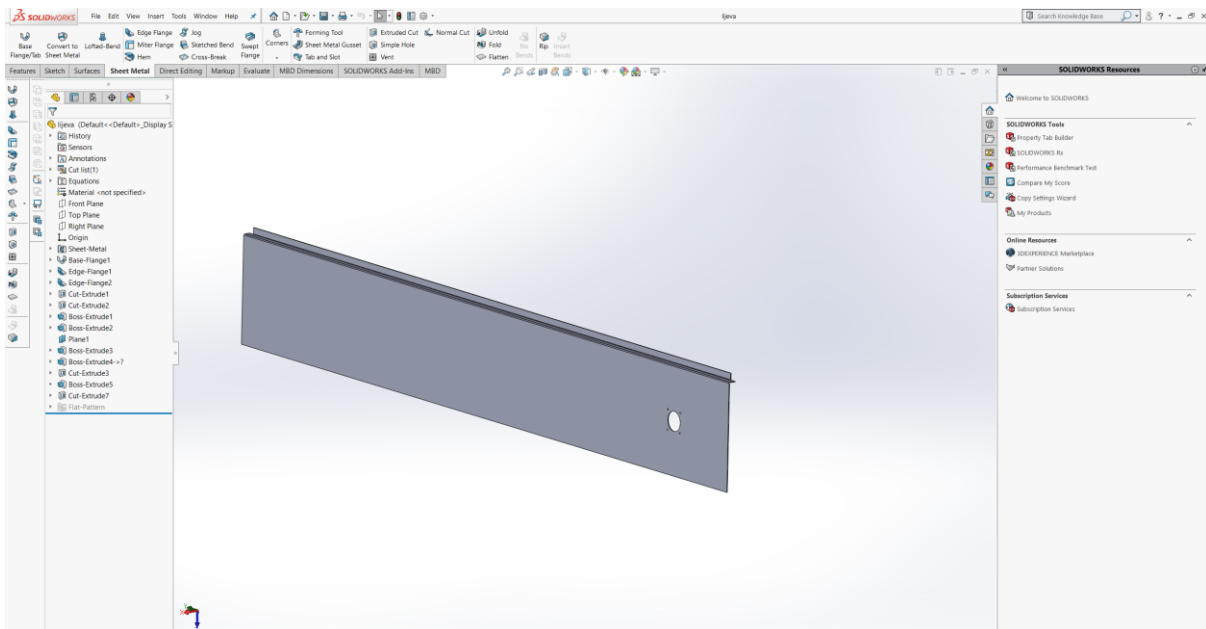 SOLIDWORKS File Edit View Insert Tools Window Help
lijeva
Search Knowledge Base
Base Flange/Tab
Convert to Sheet Metal
Lofted-Bend
Edge Flange
Miter Flange
Hem
Jog
Sketched Bend
Cross-Break
Swept Flange
Corners
Forming Tool
Sheet Metal Gusset
Tab and Slot
Extruded Cut
Simple Hole
Vent
Normal Cut
Unfold
Fold
Flatten
No Bends
Rip
Insert Bends
Features Sketch Surfaces Sheet Metal Direct Editing Markup Evaluate MBD Dimensions SOLIDWORKS Add-Ins MBD
lijeva (Default<<Default>_Display S
History
Sensors
Annotations
Cut list(1)
Equations
Material <not specified>
Front Plane
Top Plane
Right Plane
Origin
Sheet-Metal
Base-Flange1
Edge-Flange1
Edge-Flange2
Cut-Extrude1
Cut-Extrude2
Boss-Extrude1
Boss-Extrude2
Plane1
Boss-Extrude3
Boss-Extrude4->?
Cut-Extrude3
Boss-Extrude5
Cut-Extrude7
Flat-Pattern
SOLIDWORKS Resources
Welcome to SOLIDWORKS
SOLIDWORKS Tools
Property Tab Builder
SOLIDWORKS Rx
Performance Benchmark Test
Compare My Score
Copy Settings Wizard
My Products
Online Resources
3DEXPERIENCE Marketplace
Partner Solutions
Subscription Services
Subscription Services